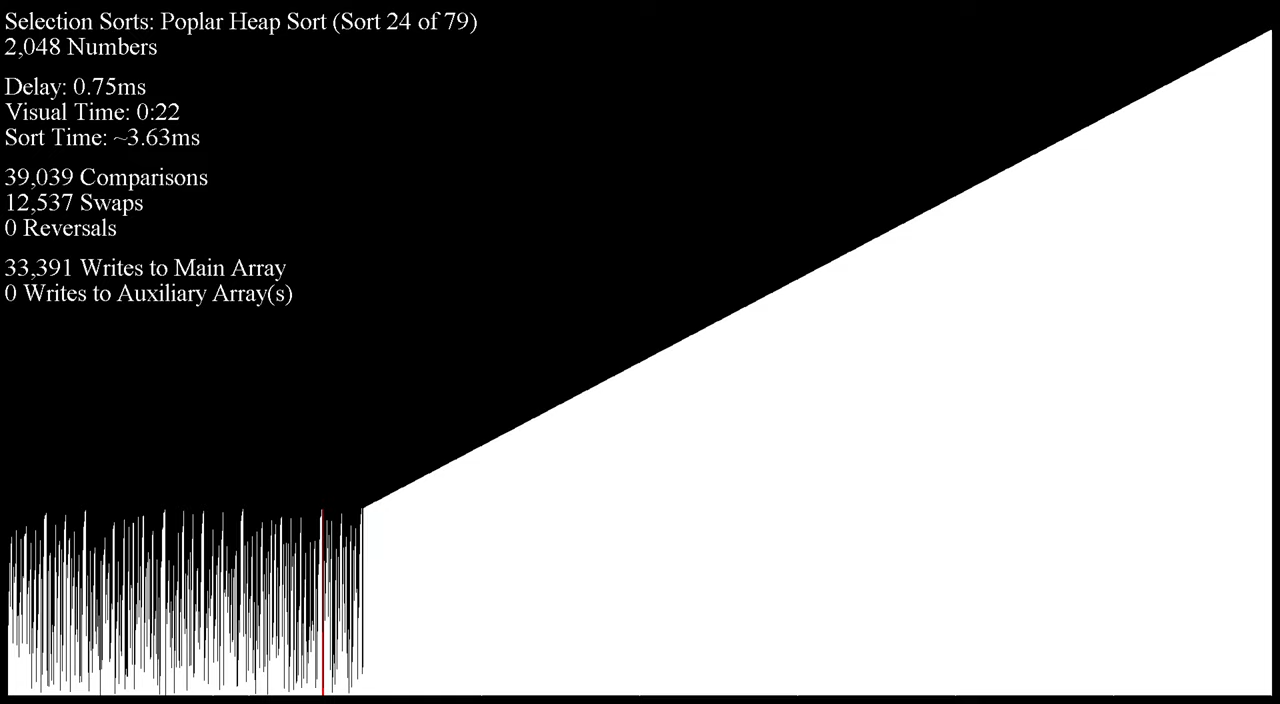 Selection Sorts: Poplar Heap Sort (Sort 24 of 79)
2,048 Numbers
Delay: 0.75ms
Visual Time: 0:22
Sort Time: ~3.63ms
39,039 Comparisons
12,537 Swaps
0 Reversals
33,391 Writes to Main Array
0 Writes to Auxiliary Array(s)